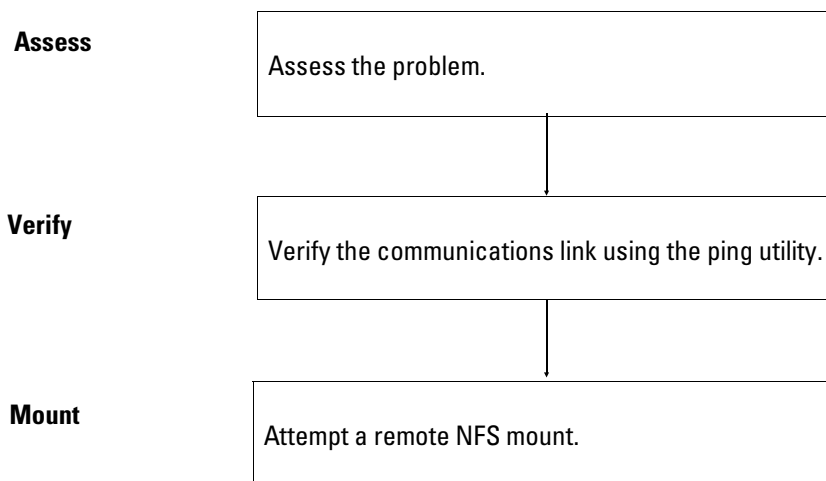 Assess
Assess the problem.
Verify
Verify the communications link using the ping utility.
Mount
Attempt a remote NFS mount.